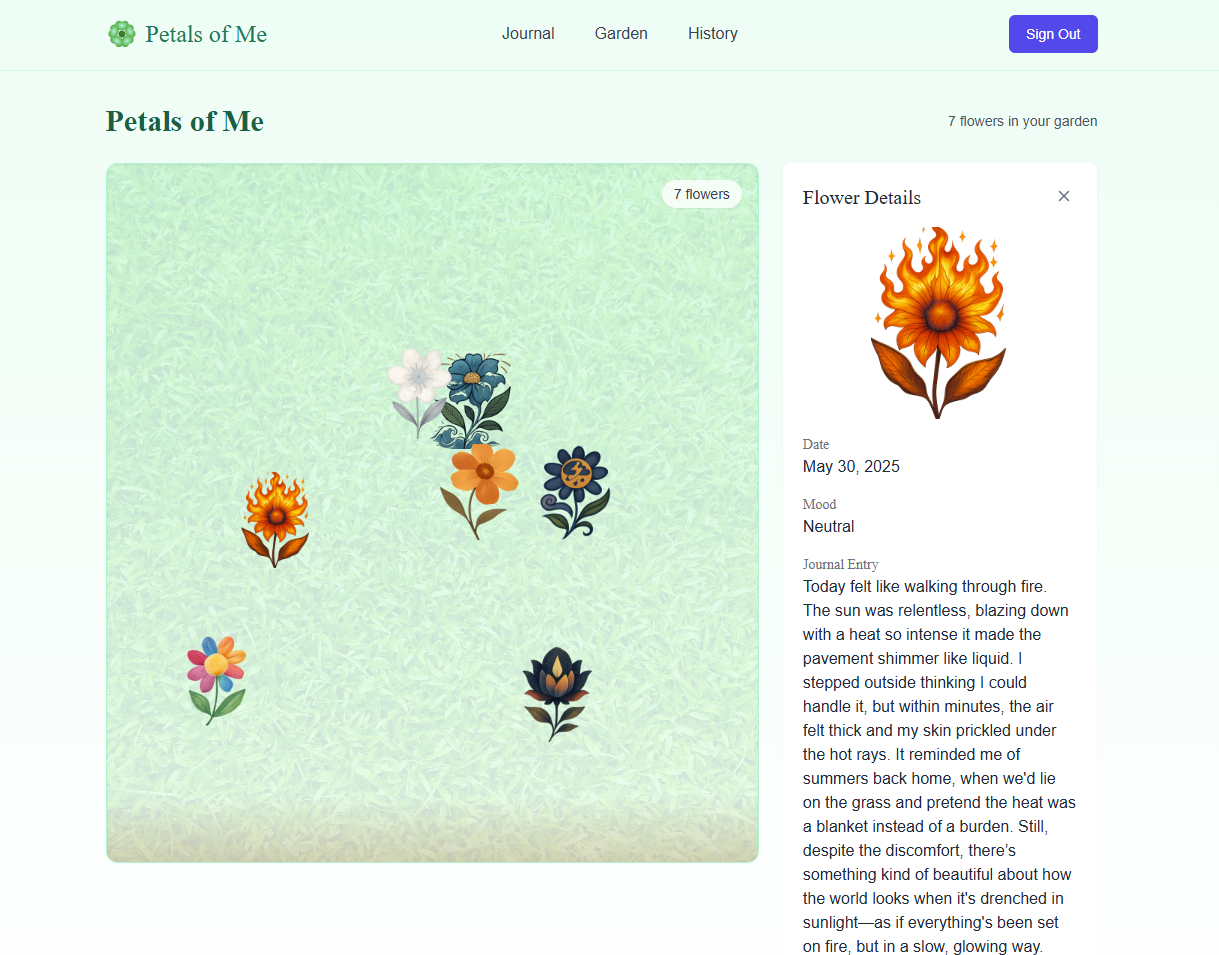 Petals of Me
Journal
Garden
History
Sign Out
Petals of Me
7 flowers in your garden
7 flowers
Flower Details
Date
May 30, 2025
Mood
Neutral
Journal Entry
Today felt like walking through fire.
The sun was relentless, blazing down
with a heat so intense it made the
pavement shimmer like liquid. I
stepped outside thinking I could
handle it, but within minutes, the air
felt thick and my skin prickled under
the hot rays. It reminded me of
summers back home, when we'd lie
on the grass and pretend the heat was
a blanket instead of a burden. Still,
despite the discomfort, there’s
something kind of beautiful about how
the world looks when it's drenched in
sunlight—as if everything's been set
on fire, but in a slow, glowing way.